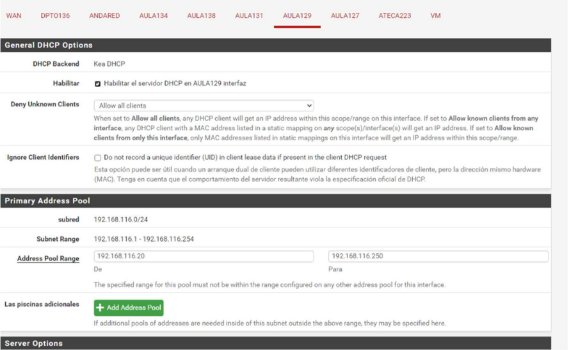 WAN DPTO136 ANDARED AULA134 AULA138 AULA131 AULA129 AULA127 ATECA223 VM
General DHCP Options
DHCP Backend Kea DHCP
Habilitar Habilitar el servidor DHCP en AULA129 interfaz
Deny Unknown Clients Allow all clients
When set to Allow all clients, any DHCP client will get an IP address within this scope/range on this interface. If set to Allow known clients from any
interface, any DHCP client with a MAC address listed in a static mapping on any scope(s)/interface(s) will get an IP address. If set to Allow known
clients from only this interface, only MAC addresses listed in static mappings on this interface will get an IP address within this scope/range.
Ignore Client Identifiers Do not record a unique identifier (UID) in client lease data if present in the client DHCP request
Esta opción puede ser útil cuando un arranque dual de cliente pueden utilizar diferentes identificadores de cliente, pero la dirección mismo hardware
(MAC). Tenga en cuenta que el comportamiento del servidor resultante viola la especificación oficial de DHCP.
Primary Address Pool
subred 192.168.116.0/24
Subnet Range 192.168.116.1 - 192.168.116.254
Address Pool Range 192.168.116.20 192.168.116.250
De Para
The specified range for this pool must not be within the range configured on any other address pool for this interface.
Las piscinas adicionales + Add Address Pool
If additional pools of addresses are needed inside of this subnet outside the above range, they may be specified here.
Server Options